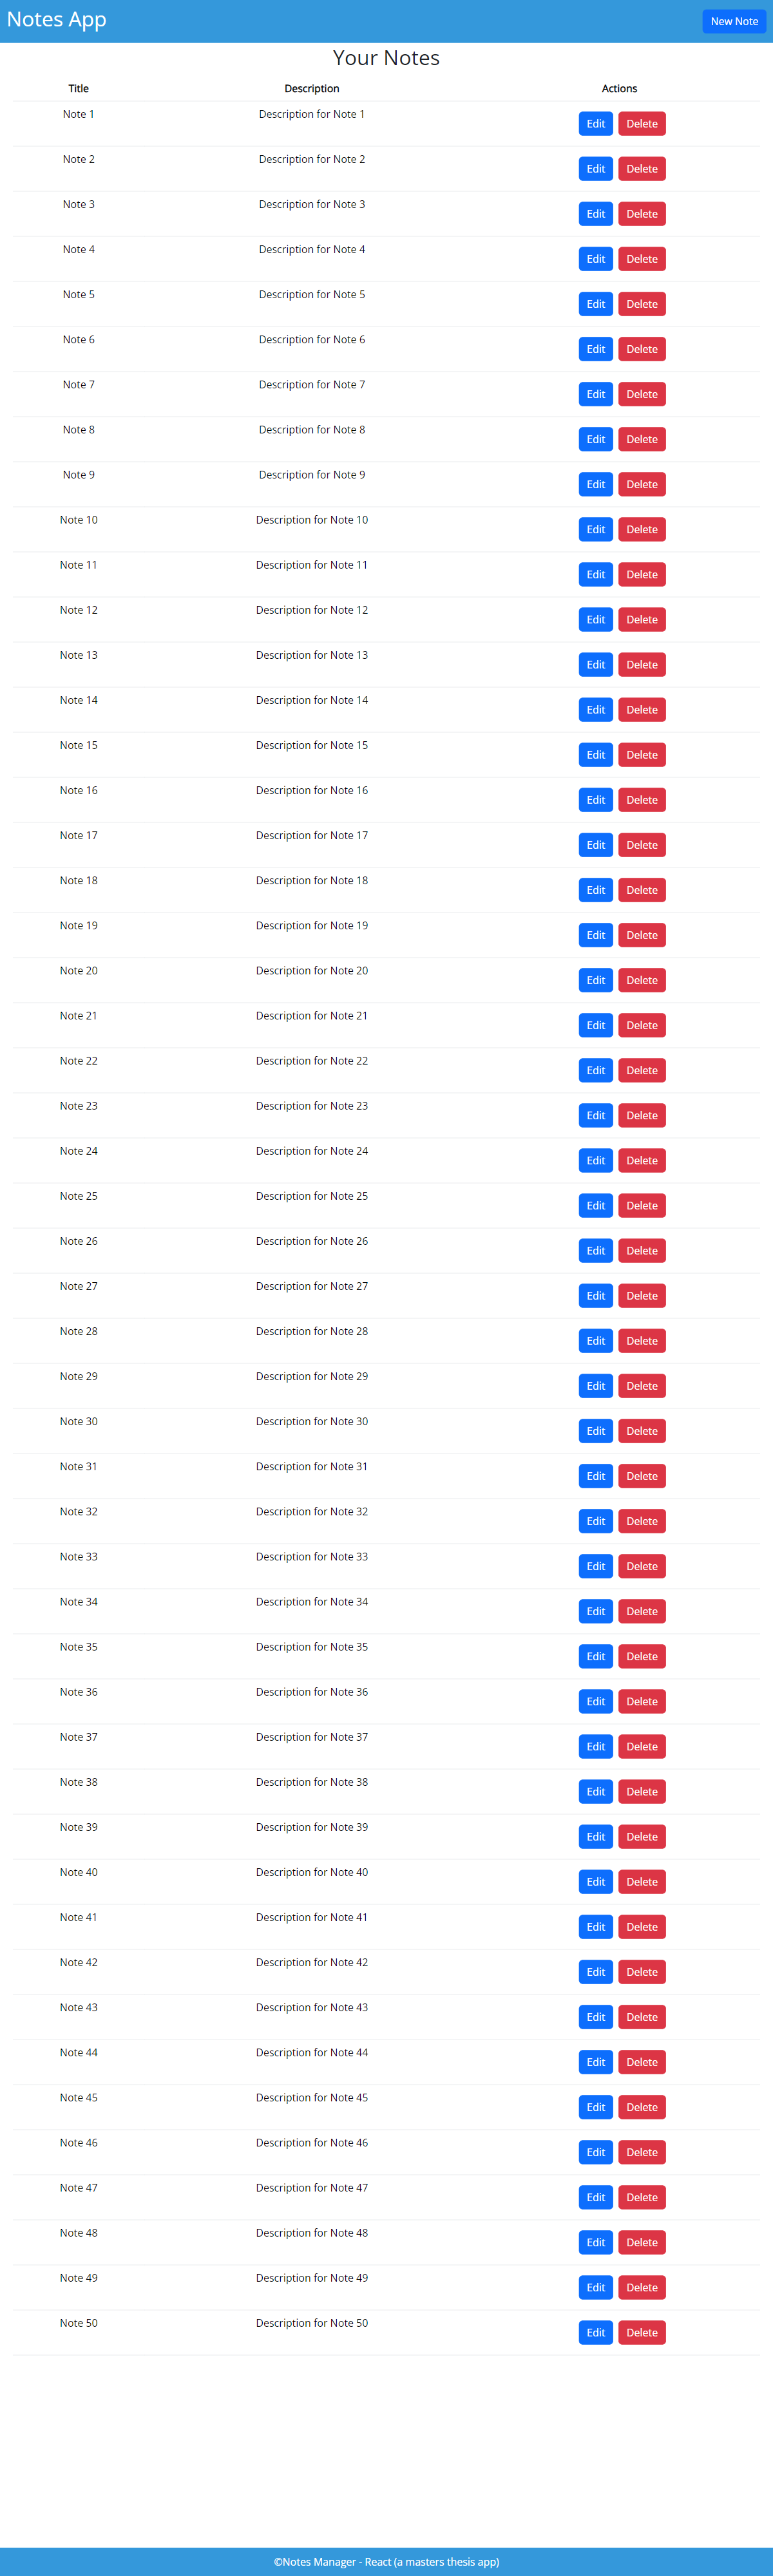 Notes App New Note
Your Notes
Title Description Actions
Note 1 Description for Note 1 Edit Delete
Note 2 Description for Note 2 Edit Delete
Note 3 Description for Note 3 Edit Delete
Note 4 Description for Note 4 Edit Delete
Note 5 Description for Note 5 Edit Delete
Note 6 Description for Note 6 Edit Delete
Note 7 Description for Note 7 Edit Delete
Note 8 Description for Note 8 Edit Delete
Note 9 Description for Note 9 Edit Delete
Note 10 Description for Note 10 Edit Delete
Note 11 Description for Note 11 Edit Delete
Note 12 Description for Note 12 Edit Delete
Note 13 Description for Note 13 Edit Delete
Note 14 Description for Note 14 Edit Delete
Note 15 Description for Note 15 Edit Delete
Note 16 Description for Note 16 Edit Delete
Note 17 Description for Note 17 Edit Delete
Note 18 Description for Note 18 Edit Delete
Note 19 Description for Note 19 Edit Delete
Note 20 Description for Note 20 Edit Delete
Note 21 Description for Note 21 Edit Delete
Note 22 Description for Note 22 Edit Delete
Note 23 Description for Note 23 Edit Delete
Note 24 Description for Note 24 Edit Delete
Note 25 Description for Note 25 Edit Delete
Note 26 Description for Note 26 Edit Delete
Note 27 Description for Note 27 Edit Delete
Note 28 Description for Note 28 Edit Delete
Note 29 Description for Note 29 Edit Delete
Note 30 Description for Note 30 Edit Delete
Note 31 Description for Note 31 Edit Delete
Note 32 Description for Note 32 Edit Delete
Note 33 Description for Note 33 Edit Delete
Note 34 Description for Note 34 Edit Delete
Note 35 Description for Note 35 Edit Delete
Note 36 Description for Note 36 Edit Delete
Note 37 Description for Note 37 Edit Delete
Note 38 Description for Note 38 Edit Delete
Note 39 Description for Note 39 Edit Delete
Note 40 Description for Note 40 Edit Delete
Note 41 Description for Note 41 Edit Delete
Note 42 Description for Note 42 Edit Delete
Note 43 Description for Note 43 Edit Delete
Note 44 Description for Note 44 Edit Delete
Note 45 Description for Note 45 Edit Delete
Note 46 Description for Note 46 Edit Delete
Note 47 Description for Note 47 Edit Delete
Note 48 Description for Note 48 Edit Delete
Note 49 Description for Note 49 Edit Delete
Note 50 Description for Note 50 Edit Delete
©Notes Manager - React (a masters thesis app)